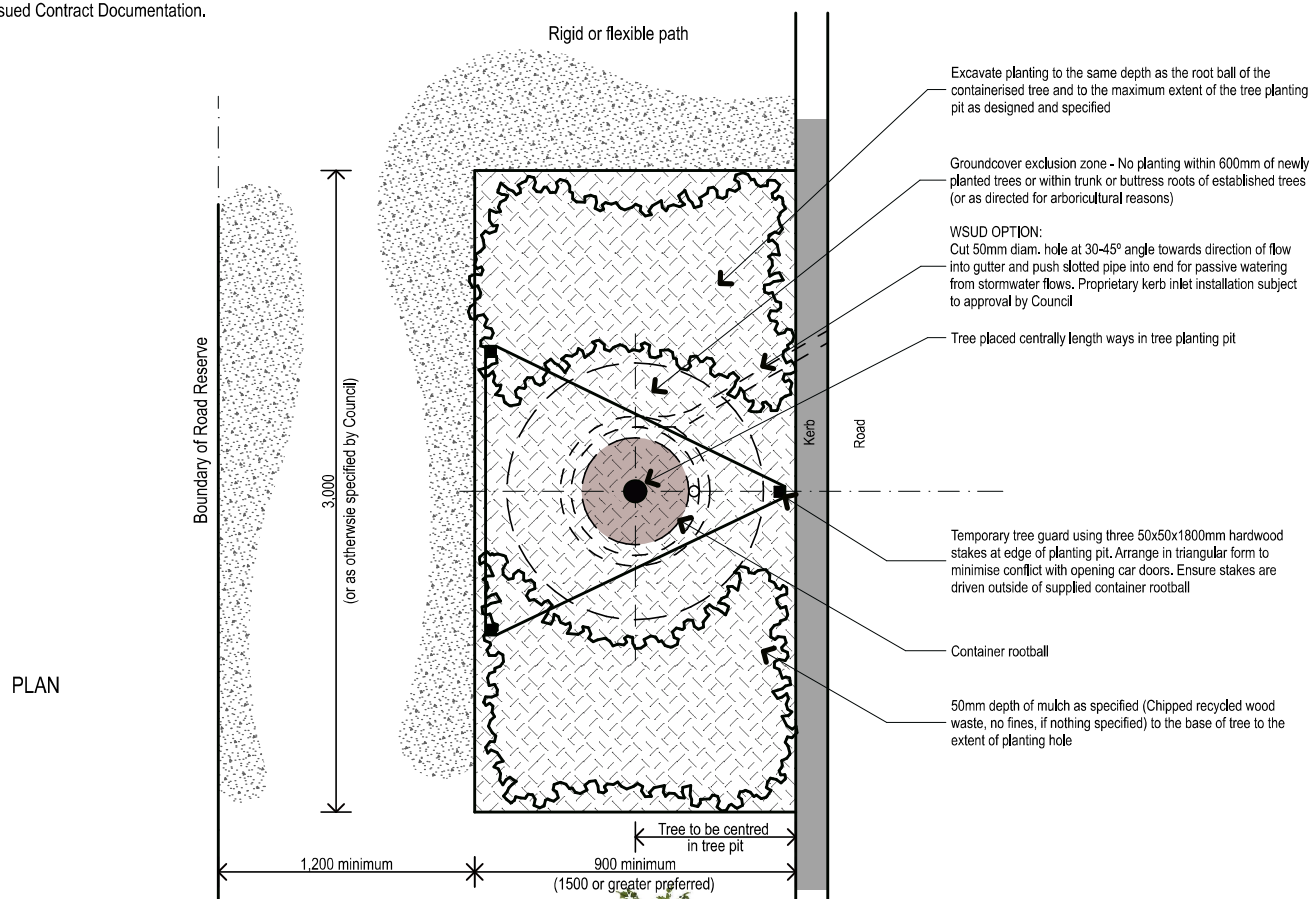 sued Contract Documentation.
Rigid or flexible path
Excavate planting to the same depth as the root ball of the
containerised tree and to the maximum extent of the tree planting
pit as designed and specified
Groundcover exclusion zone - No planting within 600mm of newly
planted trees or within trunk or buttress roots of established trees
(or as directed for arboricultural reasons)
WSUD OPTION:
Cut 50mm diam. hole at 30-45º angle towards direction of flow
into gutter and push slotted pipe into end for passive watering
from stormwater flows. Proprietary kerb inlet installation subject
to approval by Council
Tree placed centrally length ways in tree planting pit
Boundary of Road Reserve
3,000
(or as otherwsie specified by Council)
Kerb
Road
Temporary tree guard using three 50x50x1800mm hardwood
stakes at edge of planting pit. Arrange in triangular form to
minimise conflict with opening car doors. Ensure stakes are
driven outside of supplied container rootball
Container rootball
PLAN
50mm depth of mulch as specified (Chipped recycled wood
waste, no fines, if nothing specified) to the base of tree to the
extent of planting hole
Tree to be centred
in tree pit
1,200 minimum
900 minimum
(1500 or greater preferred)